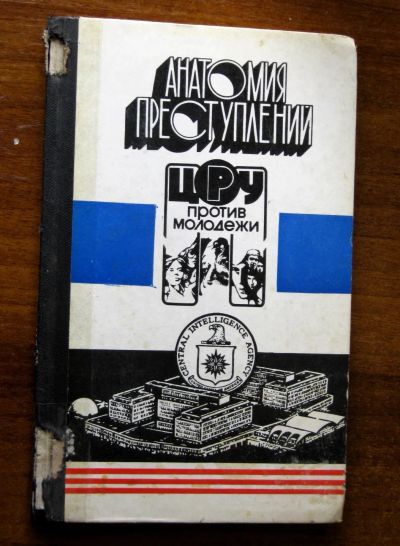 АНАТОМИЯ
ПРЕСТУПЛЕНИЙ
ЦРУ
против
молодежи
CENTRAL INTELLIGENCE AGENCY